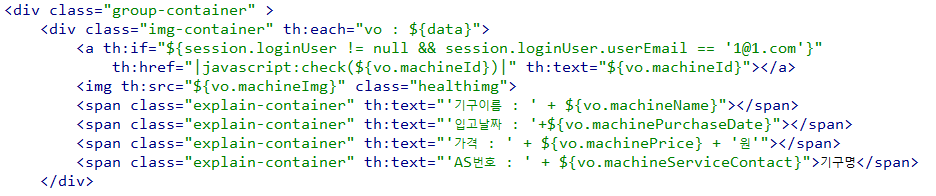 <div class="group-container" >
<div class="img-container" th:each="vo : ${data}">
<a th:if="${session.loginUser != null && session.loginUser.userEmail == '1@1.com'}"
th:href="|javascript:check(${vo.machineId})|" th:text="${vo.machineId}"></a>
<img th:src="${vo.machineImg}" class="healthimg">
<span class="explain-container" th:text="'기구이름 : ' + ${vo.machineName}"></span>
<span class="explain-container" th:text="'입고날짜 : '+${vo.machinePurchaseDate}"></span>
<span class="explain-container" th:text="'가격 : ' + ${vo.machinePrice} + '원'"></span>
<span class="explain-container" th:text="'AS번호 : ' + ${vo.machineServiceContact}">기구명</span>
</div>